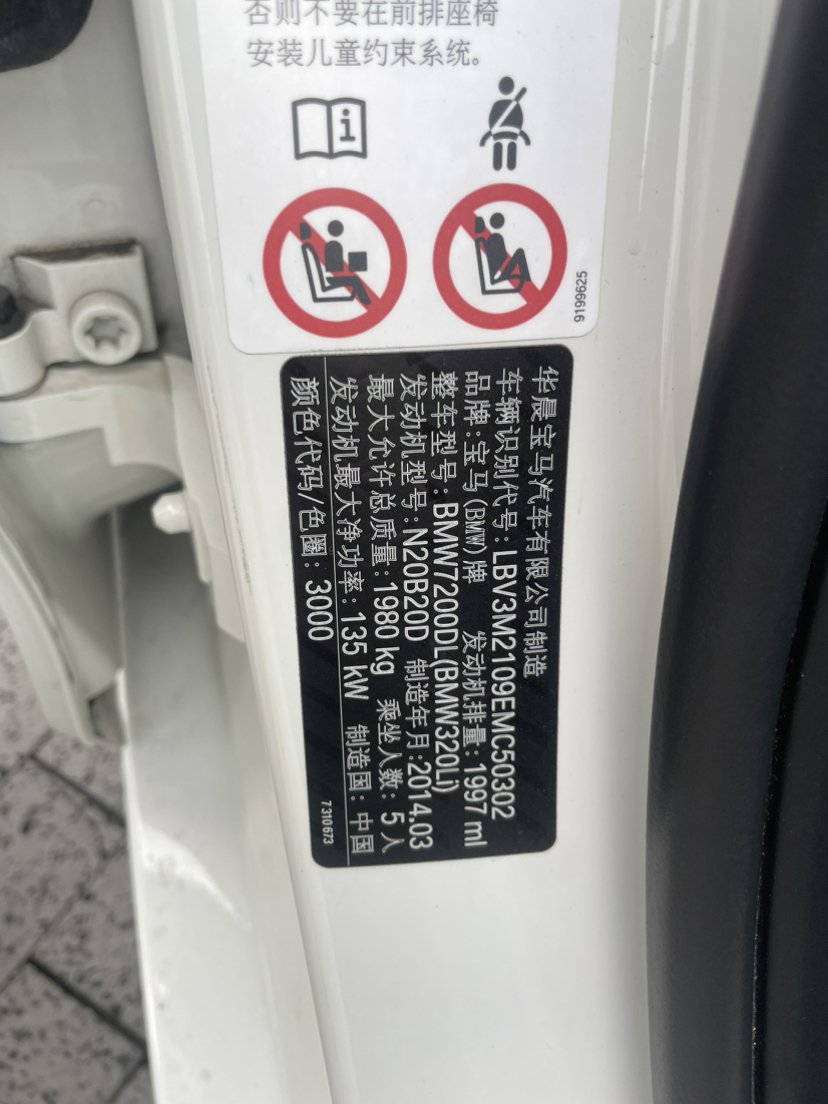 否则不要在前排座椅
安装儿童约束系统。
9199625
华晨宝马汽车有限公司制造
车辆识别代号:LBV3M2109EMC50302
品牌:宝马(BMW)牌 发动机排量:1997 ml
整车型号:BMW7200DL(BMW320Li)
发动机型号:N20B20D 制造年月:2014.03
最大允许总质量:1980 kg 乘坐人数: 5人
发动机最大净功率:135 kW 制造国: 中国
颜色代码/色圈: 3000
7310673